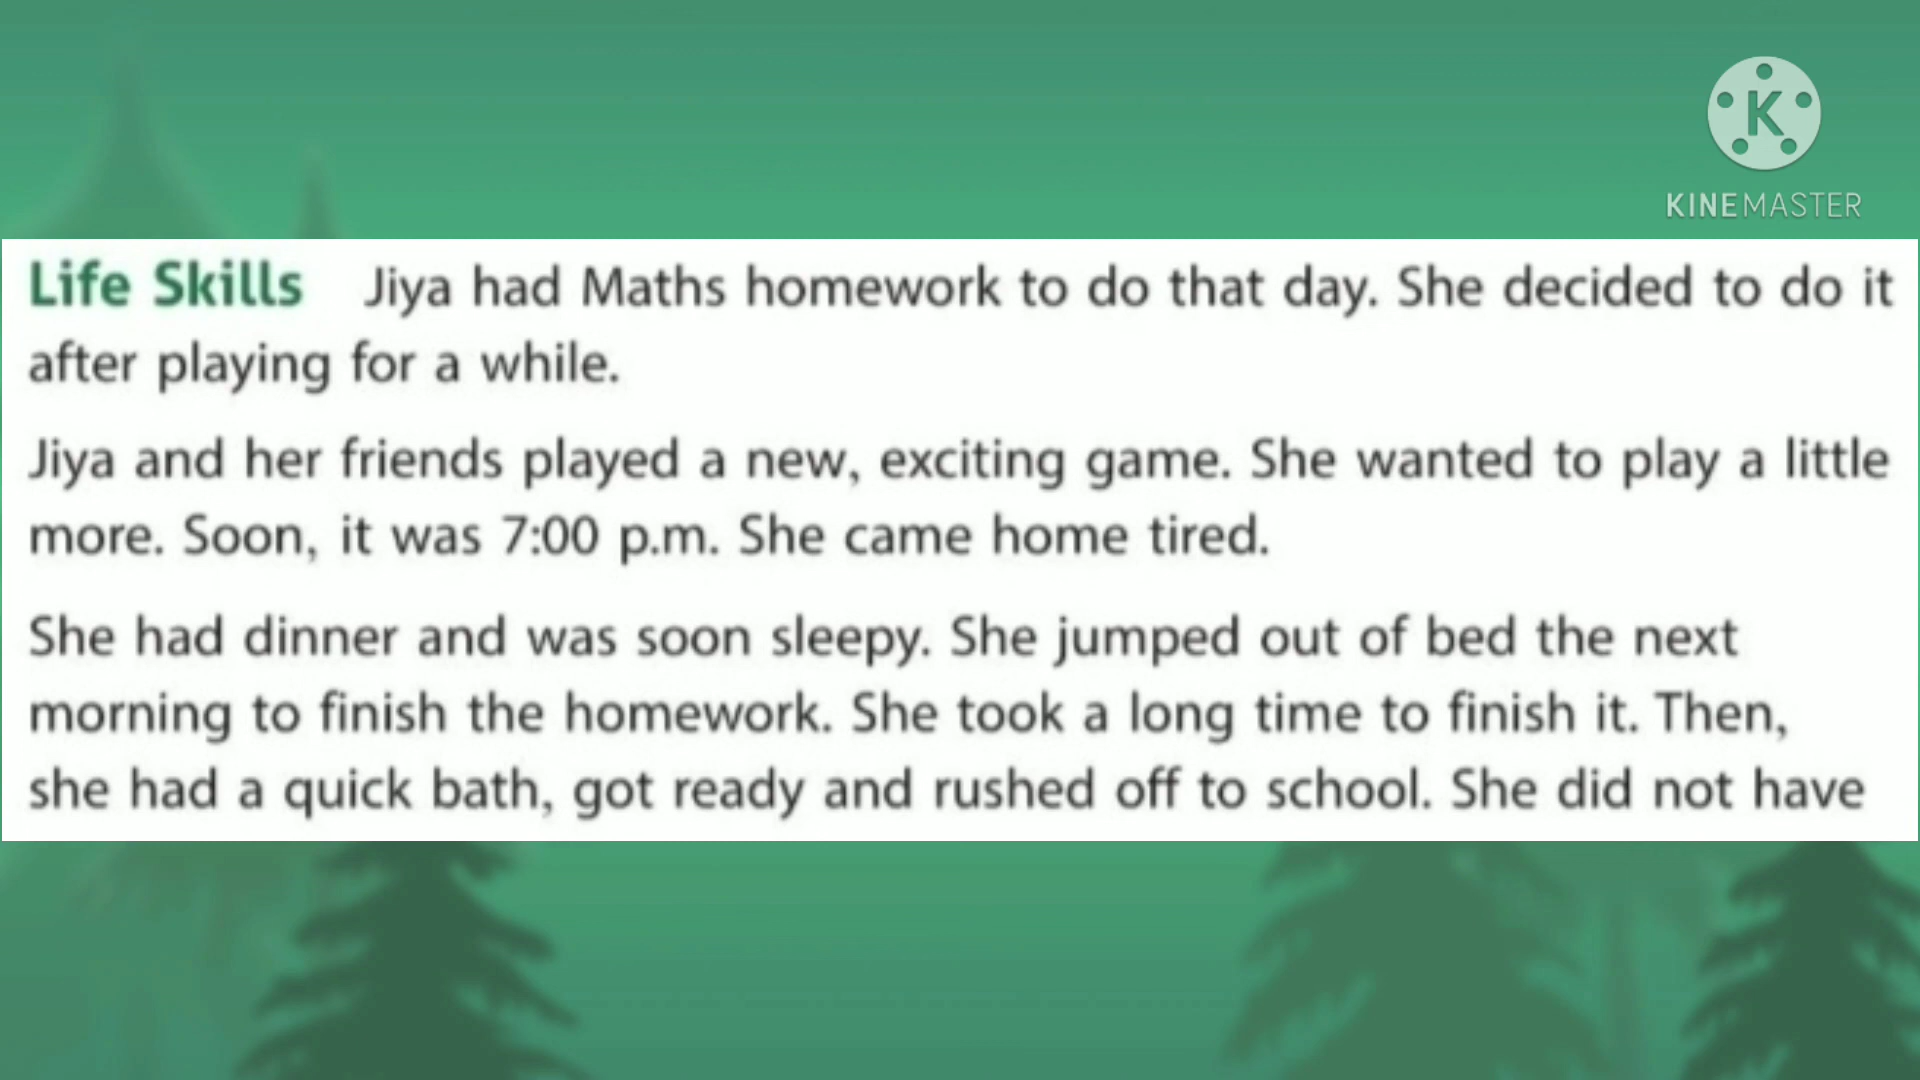 K
KINEMASTER
Life Skills Jiya had Maths homework to do that day. She decided to do it
after playing for a while.
Jiya and her friends played a new, exciting game. She wanted to play a little
more. Soon, it was 7:00 p.m. She came home tired.
She had dinner and was soon sleepy. She jumped out of bed the next
morning to finish the homework. She took a long time to finish it. Then,
she had a quick bath, got ready and rushed off to school. She did not have